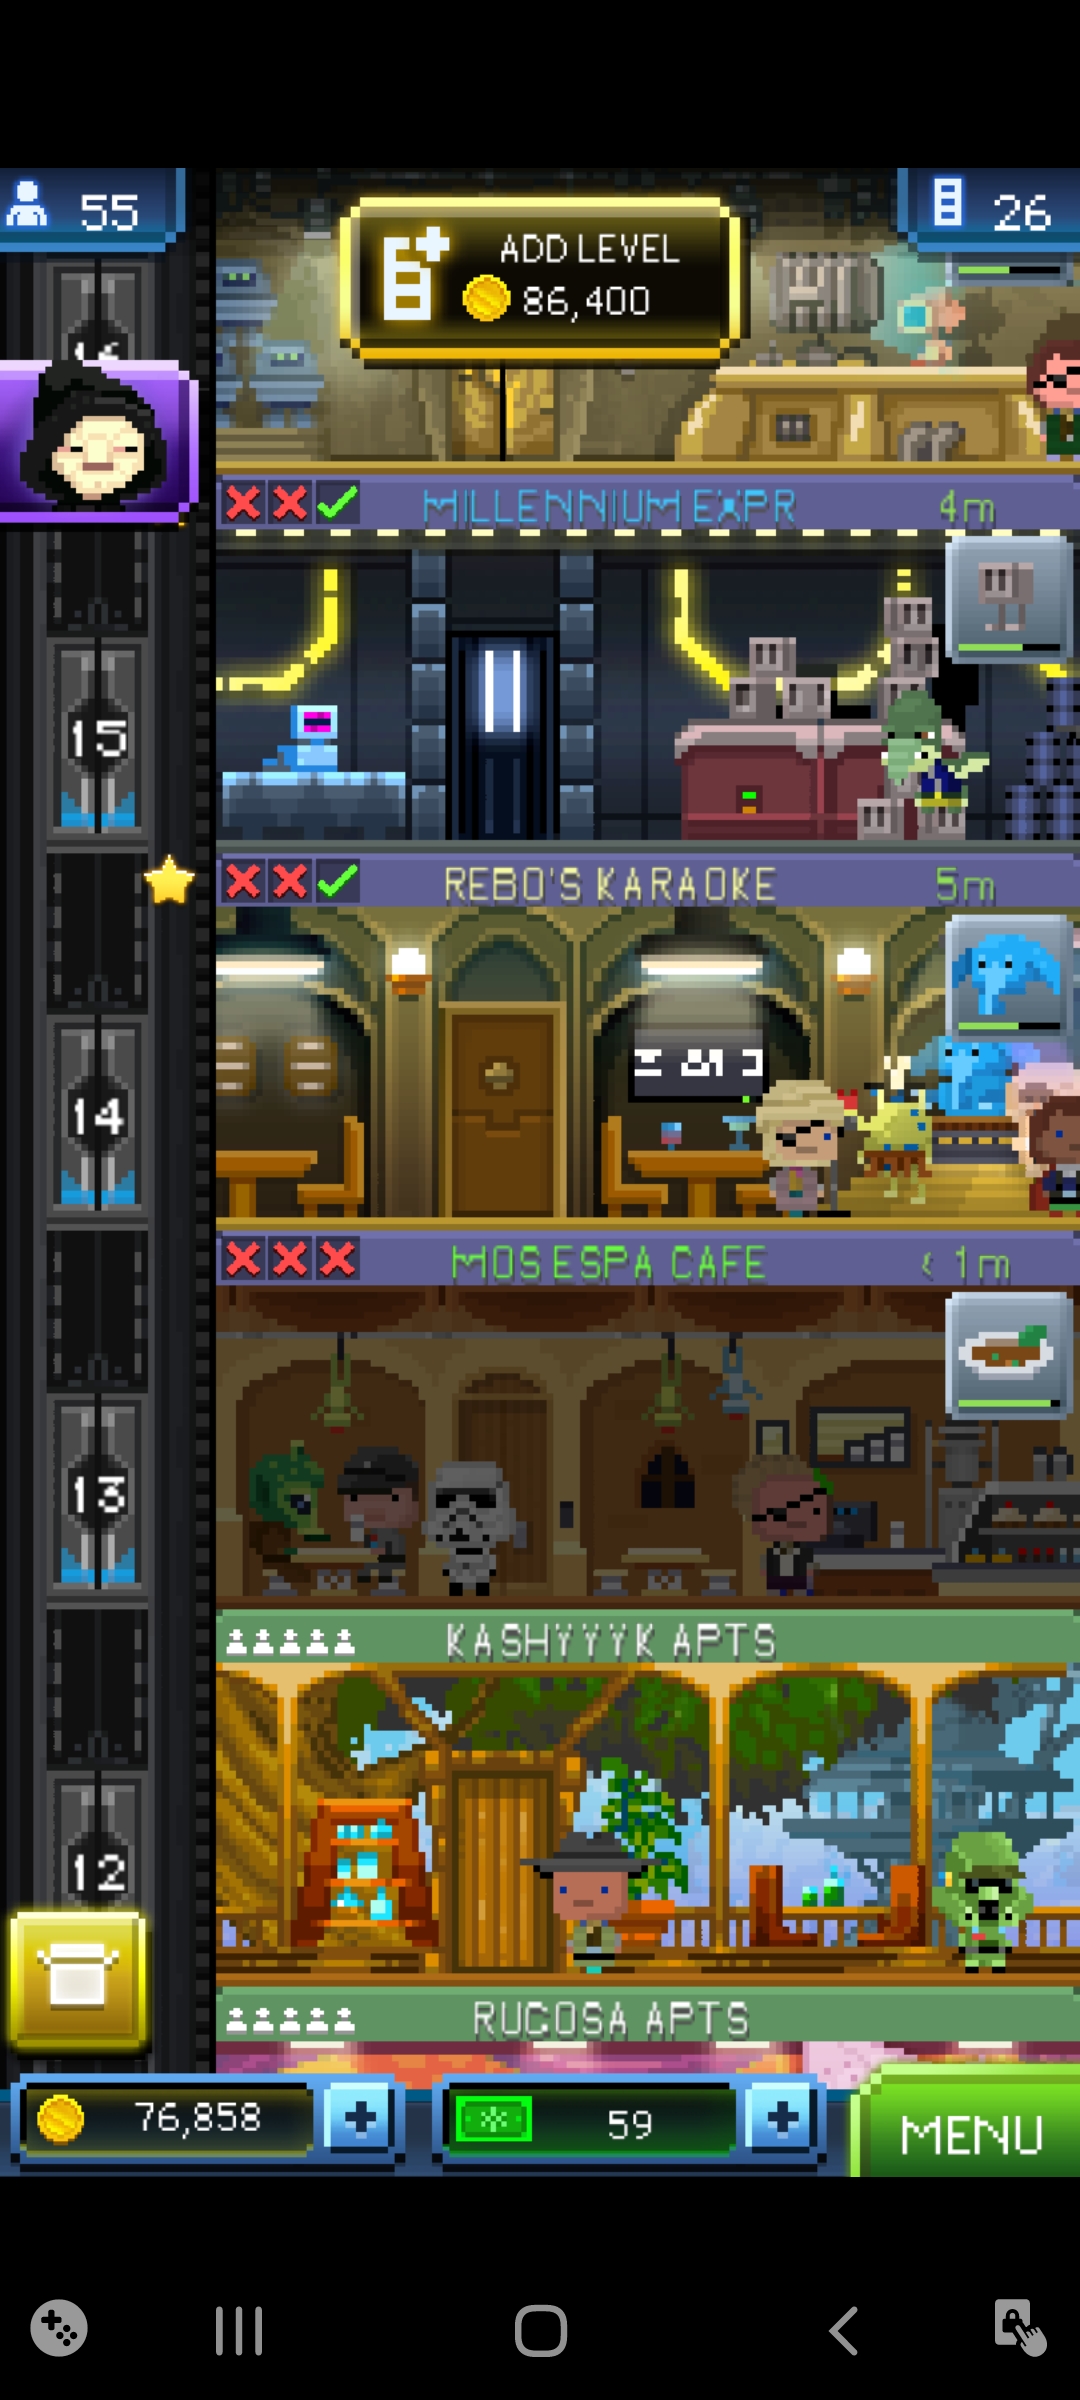 55
ADD LEVEL
86,400
26
MILLENNIUM EXPR
4m
15
REBO'S KARAOKE
5m
14
MOS ESPA CAFE
< 1m
13
KASHYYYK APTS
12
RUCOSA APTS
76,858
59
MENU